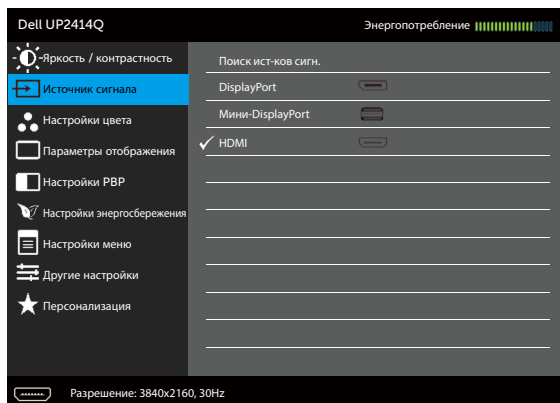 Dell UP2414Q
Энергопотребление
Яркость / контрастность
Источник сигнала
Настройки цвета
Параметры отображения
Настройки PBP
Настройки энергосбережения
Настройки меню
Другие настройки
Персонализация
Поиск ист-ков сигн.
DisplayPort
Мини-DisplayPort
HDMI
Разрешение: 3840x2160, 30Hz